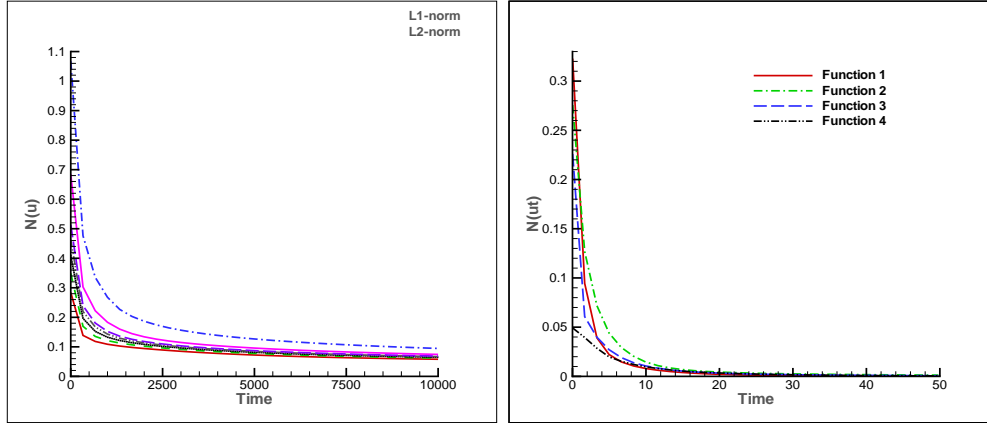 L1-norm
L2-norm
1.1
1
0.9
0.8
0.7
0.6
0.5
0.4
0.3
0.2
0.1
0
N(u)
0 2500 5000 7500 10000
Time
0.3
0.25
0.2
0.15
0.1
0.05
0
N(ut)
Function 1
Function 2
Function 3
Function 4
0 10 20 30 40 50
Time